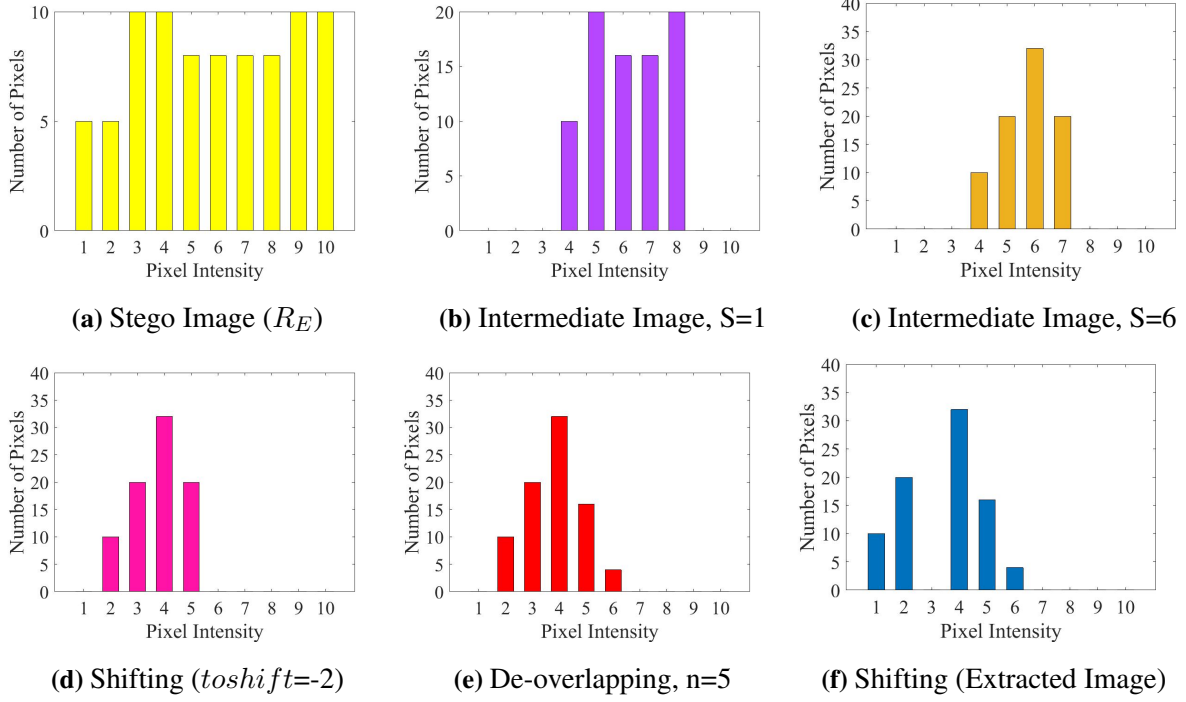 10
5
0
Number of Pixels
1 2 3 4 5 6 7 8 9 10
Pixel Intensity
(a) Stego Image (R_E)
20
15
10
5
0
Number of Pixels
1 2 3 4 5 6 7 8 9 10
Pixel Intensity
(b) Intermediate Image, S=1
40
35
30
25
20
15
10
5
0
Number of Pixels
1 2 3 4 5 6 7 8 9 10
Pixel Intensity
(c) Intermediate Image, S=6
40
35
30
25
20
15
10
5
0
Number of Pixels
1 2 3 4 5 6 7 8 9 10
Pixel Intensity
(d) Shifting (toshift=-2)
40
35
30
25
20
15
10
5
0
Number of Pixels
1 2 3 4 5 6 7 8 9 10
Pixel Intensity
(e) De-overlapping, n=5
40
35
30
25
20
15
10
5
0
Number of Pixels
1 2 3 4 5 6 7 8 9 10
Pixel Intensity
(f) Shifting (Extracted Image)